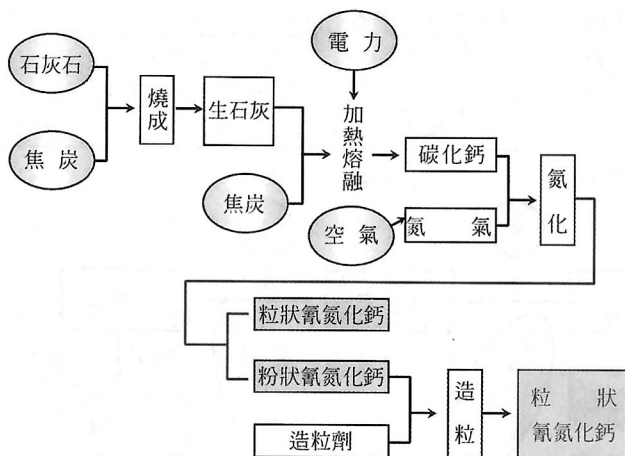 石灰石
焦炭
燒成
生石灰
焦炭
電力
加熱熔融
空氣
碳化鈣
氮氣
氮化
粒狀氰氮化鈣
粉狀氰氮化鈣
造粒劑
造粒
粒狀
氰氮化鈣